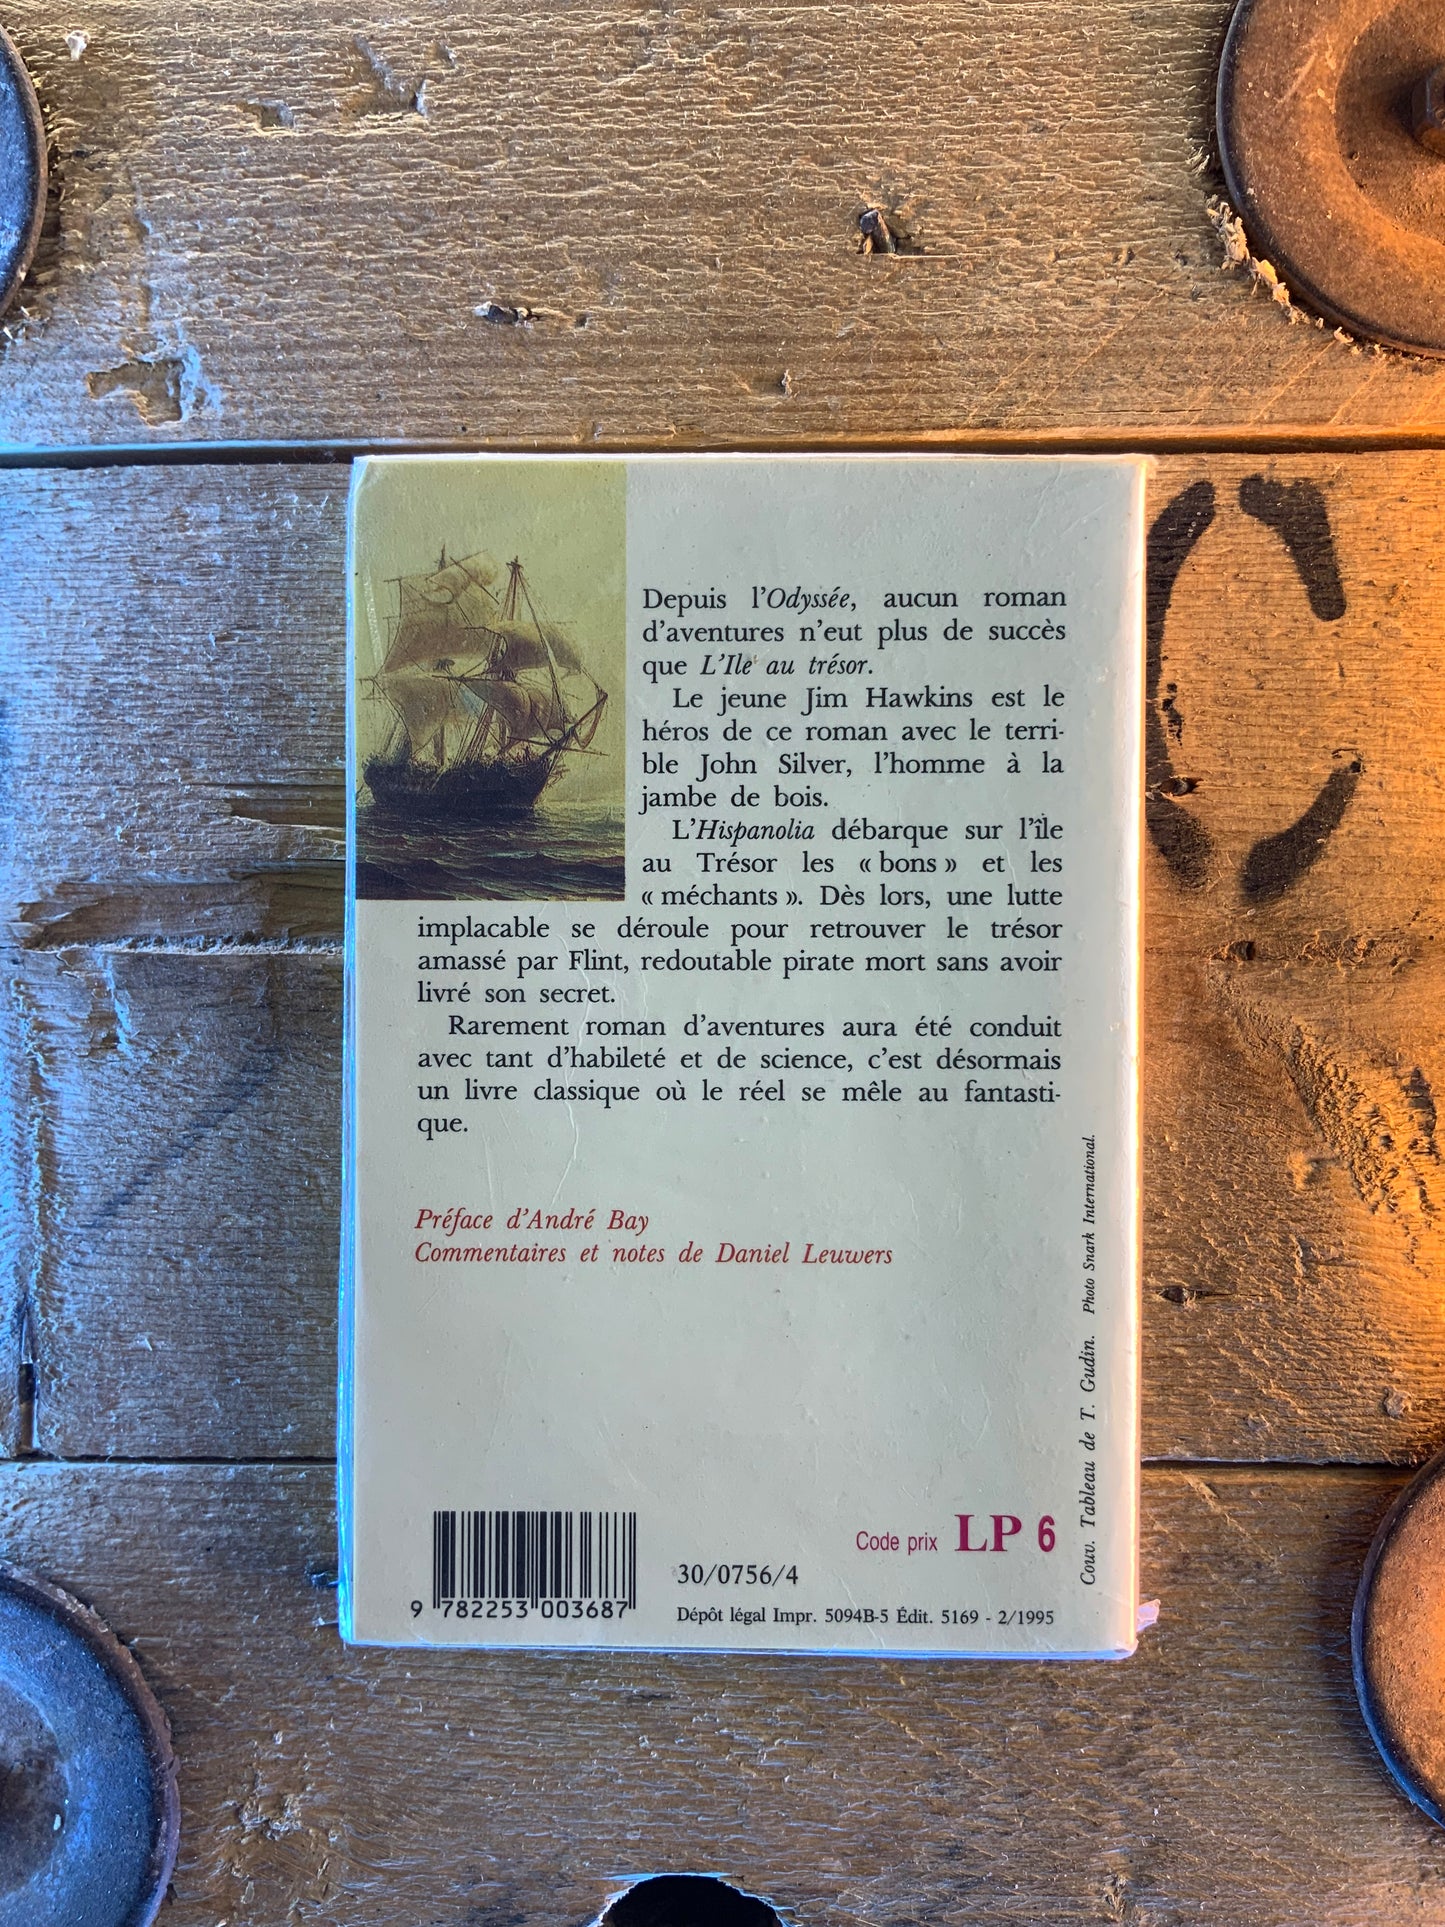 Depuis l’Odyssée, aucun roman
d’aventures n’eut plus de succès
que L’Ile au trésor.
Le jeune Jim Hawkins est le
héros de ce roman avec le terri-
ble John Silver, l’homme à la
jambe de bois.
L’Hispanolia débarque sur l’île
au Trésor les « bons » et les
« méchants ». Dès lors, une lutte
implacable se déroule pour retrouver le trésor
amassé par Flint, redoutable pirate mort sans avoir
livré son secret.
Rarement roman d’aventures aura été conduit
avec tant d’habileté et de science, c’est désormais
un livre classique où le réel se mêle au fantasti-
que.
Préface d’André Bay
Commentaires et notes de Daniel Leuwers
Couv. Tableau de T. Gudin. Photo Snark International.
Code prix LP 6
30/0756/4
9 782253 003687
Dépôt légal Impr. 5094B-5 Édit. 5169 - 2/1995